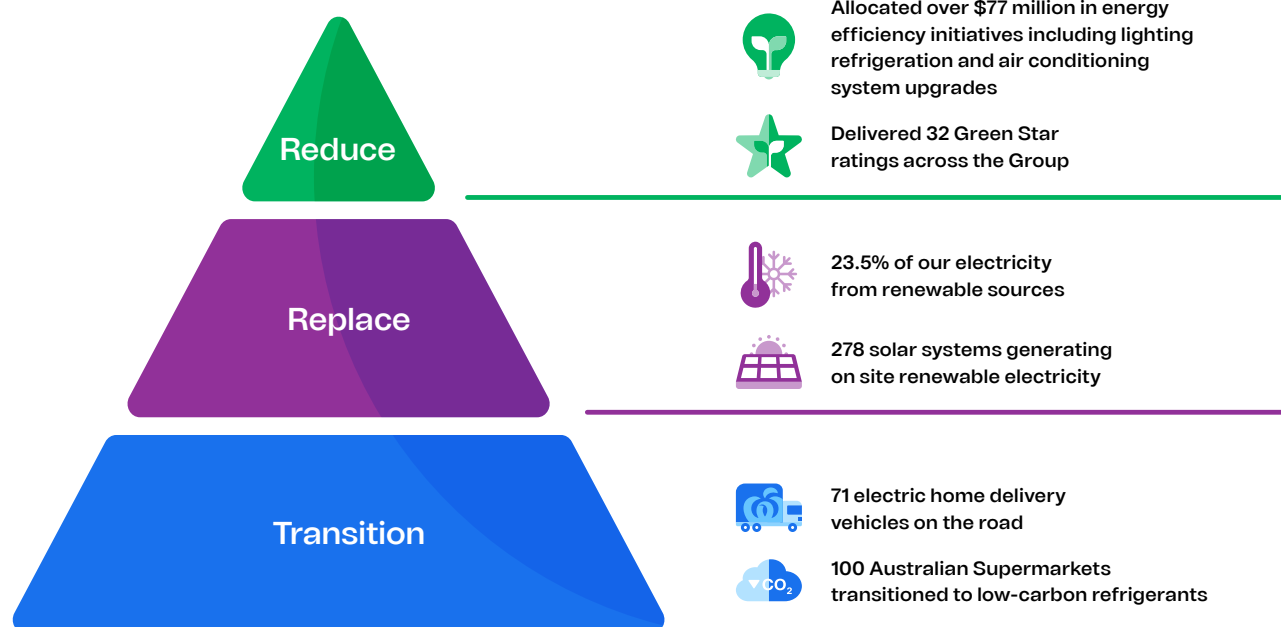 Allocated over $77 million in energy
efficiency initiatives including lighting
refrigeration and air conditioning
system upgrades
Reduce
Delivered 32 Green Star
ratings across the Group
23.5% of our electricity
from renewable sources
Replace
278 solar systems generating
on site renewable electricity
71 electric home delivery
vehicles on the road
Transition
100 Australian Supermarkets
transitioned to low-carbon refrigerants
CO₂